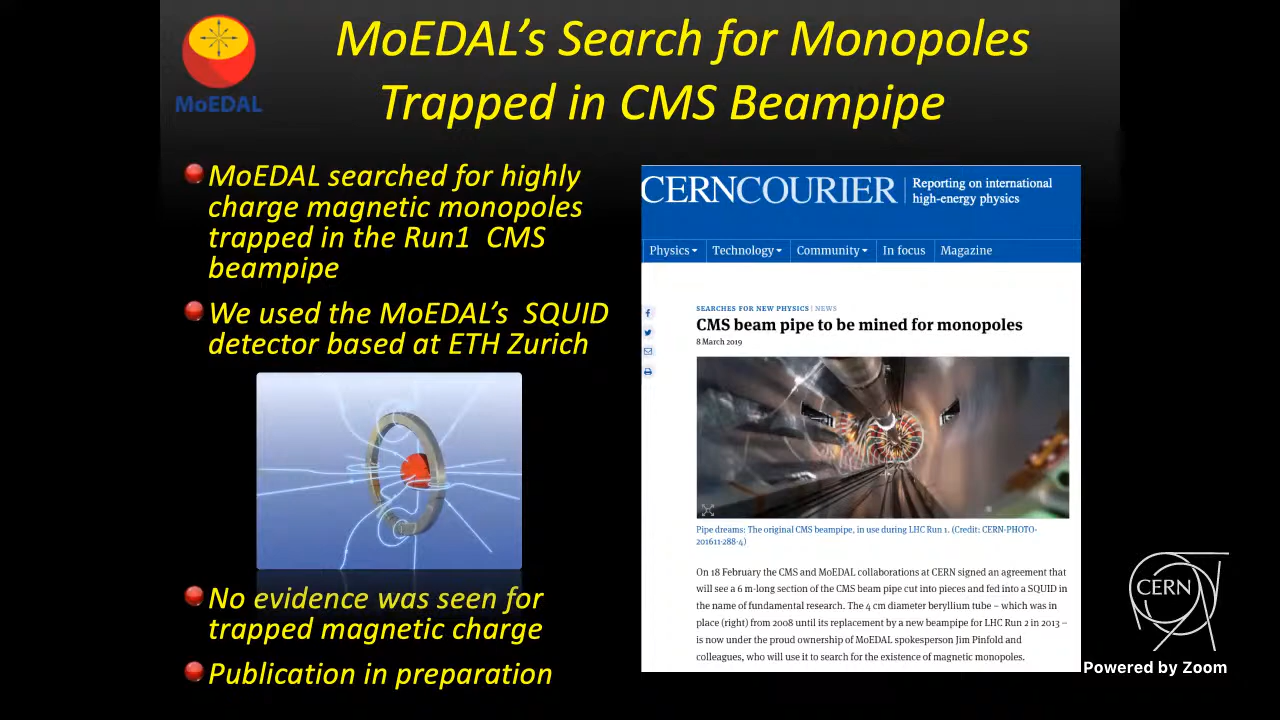 MoEDAL's Search for Monopoles
Trapped in CMS Beampipe
MoEDAL
MoEDAL searched for highly
charge magnetic monopoles
trapped in the Run1 CMS
beampipe
We used the MoEDAL's SQUID
detector based at ETH Zurich
No evidence was seen for
trapped magnetic charge
Publication in preparation
CERNCOURIER
Reporting on international
high-energy physics
Physics
Technology
Community
In focus
Magazine
SEARCHES FOR NEW PHYSICS | NEWS
CMS beam pipe to be mined for monopoles
8 March 2019
Pipe dreams: The original CMS beampipe, in use during LHC Run 1. (Credit: CERN-PHOTO-
201611-288-4)
On 18 February the CMS and MoEDAL collaborations at CERN signed an agreement that
will see a 6 m-long section of the CMS beam pipe cut into pieces and fed into a SQUID in
the name of fundamental research. The 4 cm diameter beryllium tube – which was in
place (right) from 2008 until its replacement by a new beampipe for LHC Run 2 in 2013 –
is now under the proud ownership of MoEDAL spokesperson Jim Pinfold and
colleagues, who will use it to search for the existence of magnetic monopoles.
CERN
Powered by Zoom